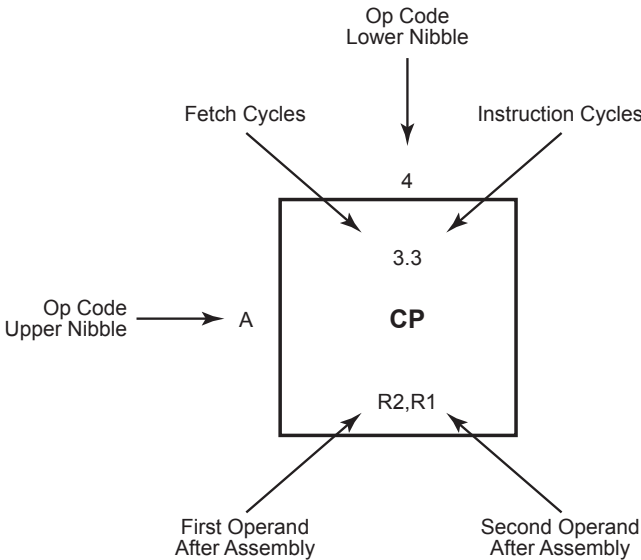 Op Code
Lower Nibble
Fetch Cycles
Instruction Cycles
4
3.3
Op Code
Upper Nibble
A
CP
R2,R1
First Operand
After Assembly
Second Operand
After Assembly